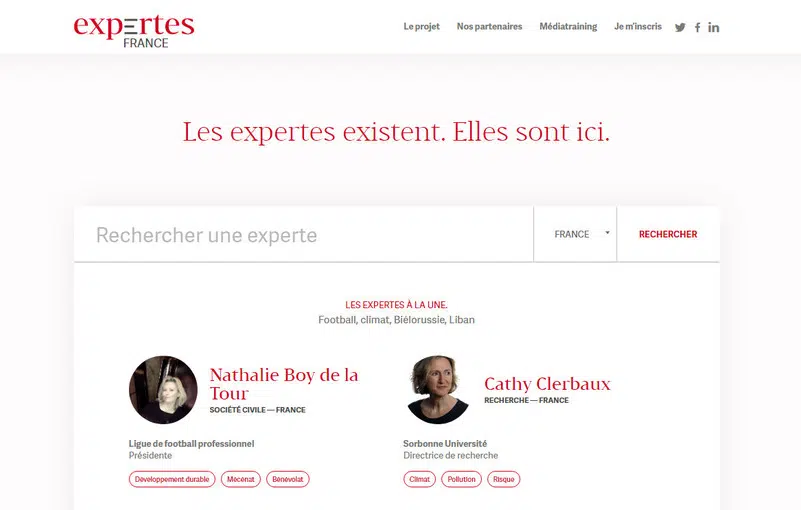 expertes
FRANCE
Le projet Nos partenaires Médiatraining Je m'inscris
Les expertes existent. Elles sont ici.
Rechercher une experte FRANCE RECHERCHER
LES EXPERTES À LA UNE.
Football, climat, Biélorussie, Liban
Nathalie Boy de la
Tour
SOCIÉTÉ CIVILE — FRANCE
Cathy Clerbaux
RECHERCHE — FRANCE
Ligue de football professionnel
Présidente
Sorbonne Université
Directrice de recherche
Développement durable Mécénat Bénévolat
Climat Pollution Risque